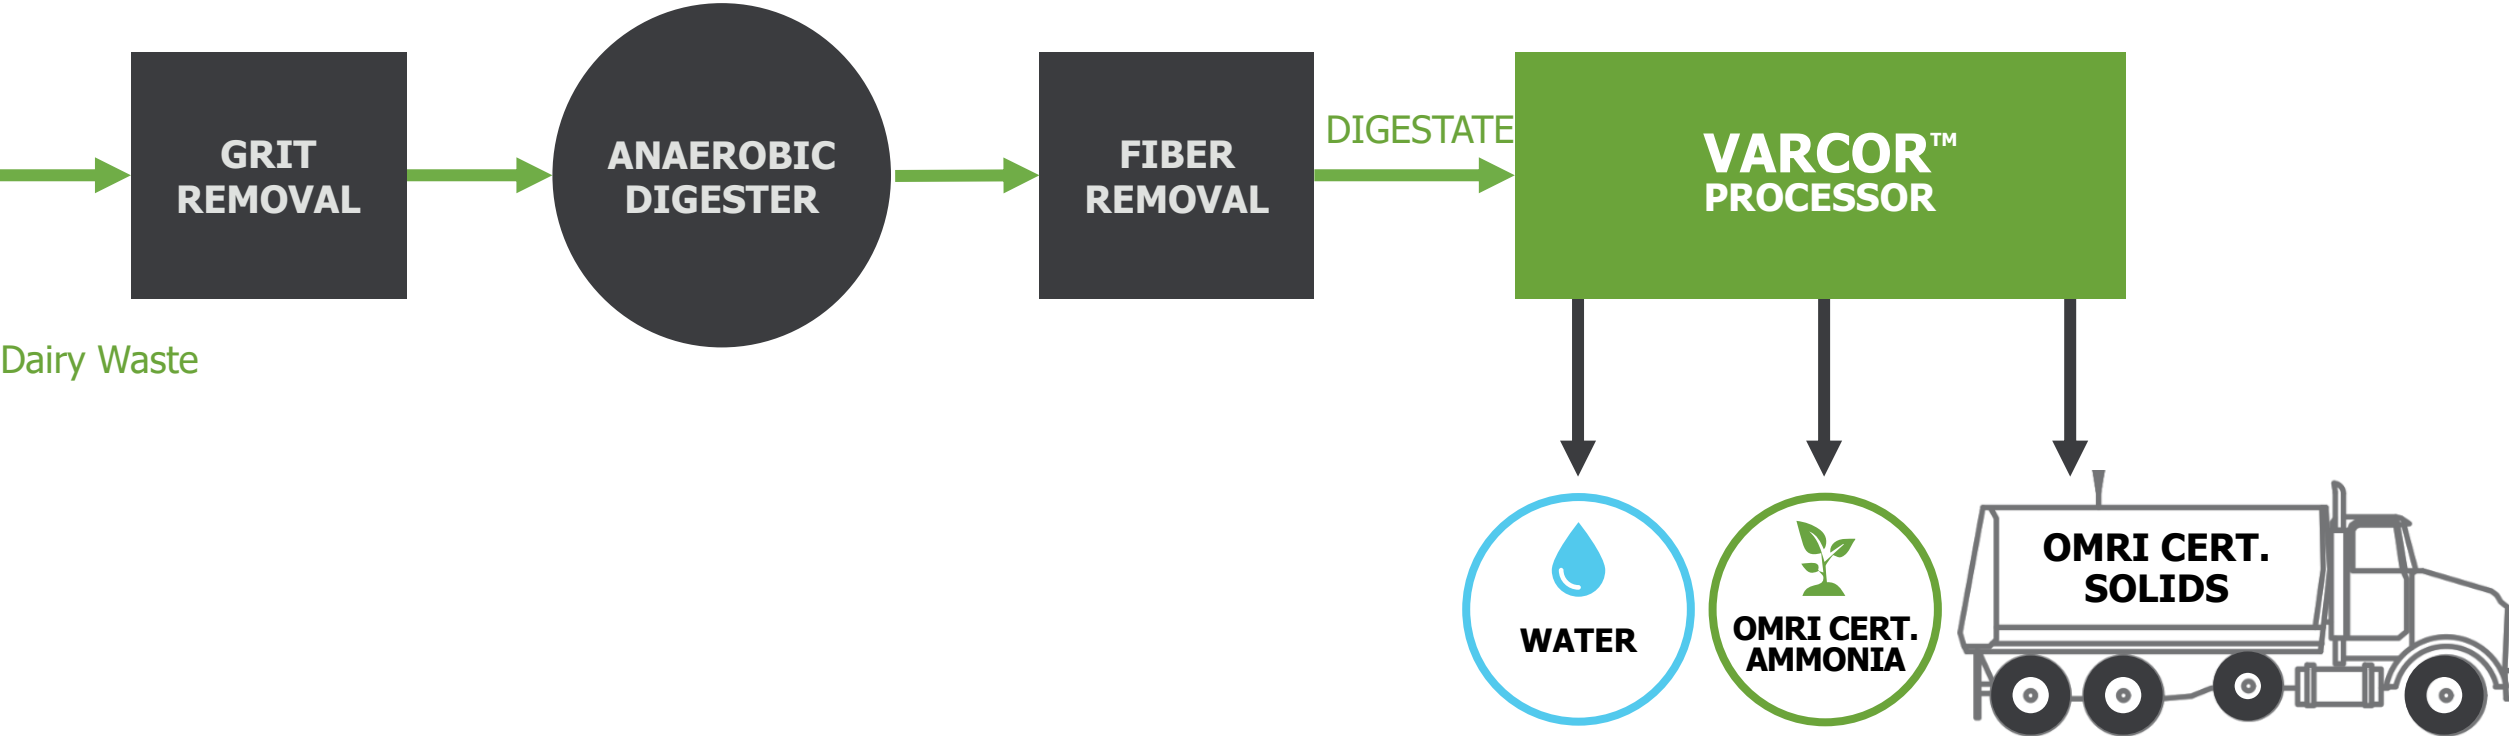 GRIT
REMOVAL
ANAEROBIC
DIGESTER
FIBER
REMOVAL
DIGESTATE
VARCOR™
PROCESSOR
Dairy Waste
WATER
OMRI CERT.
AMMONIA
OMRI CERT.
SOLIDS